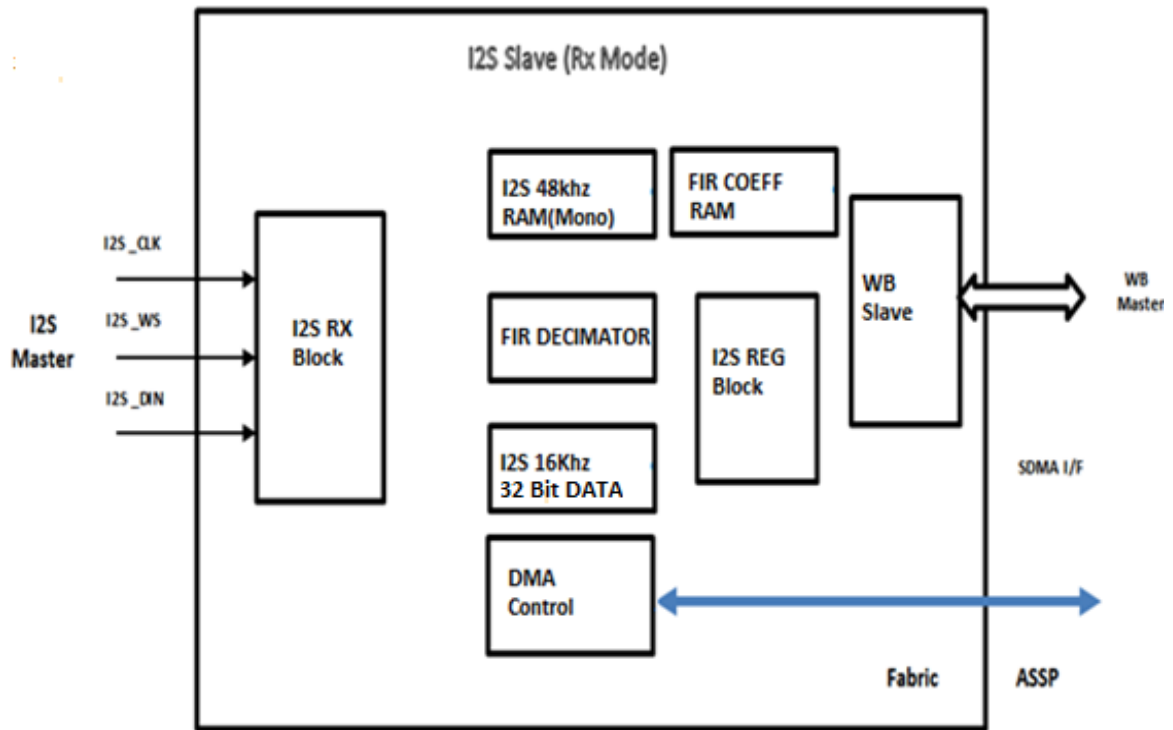 I2S Slave (Rx Mode)
I2S 48khz
RAM(Mono)
FIR COEFF
RAM
I2S _CLK
I2S _WS
I2S _DIN
I2S
Master
I2S RX
Block
FIR DECIMATOR
I2S REG
Block
WB
Slave
WB
Master
I2S 16Khz
32 Bit DATA
SDMA I/F
DMA
Control
Fabric
ASSP